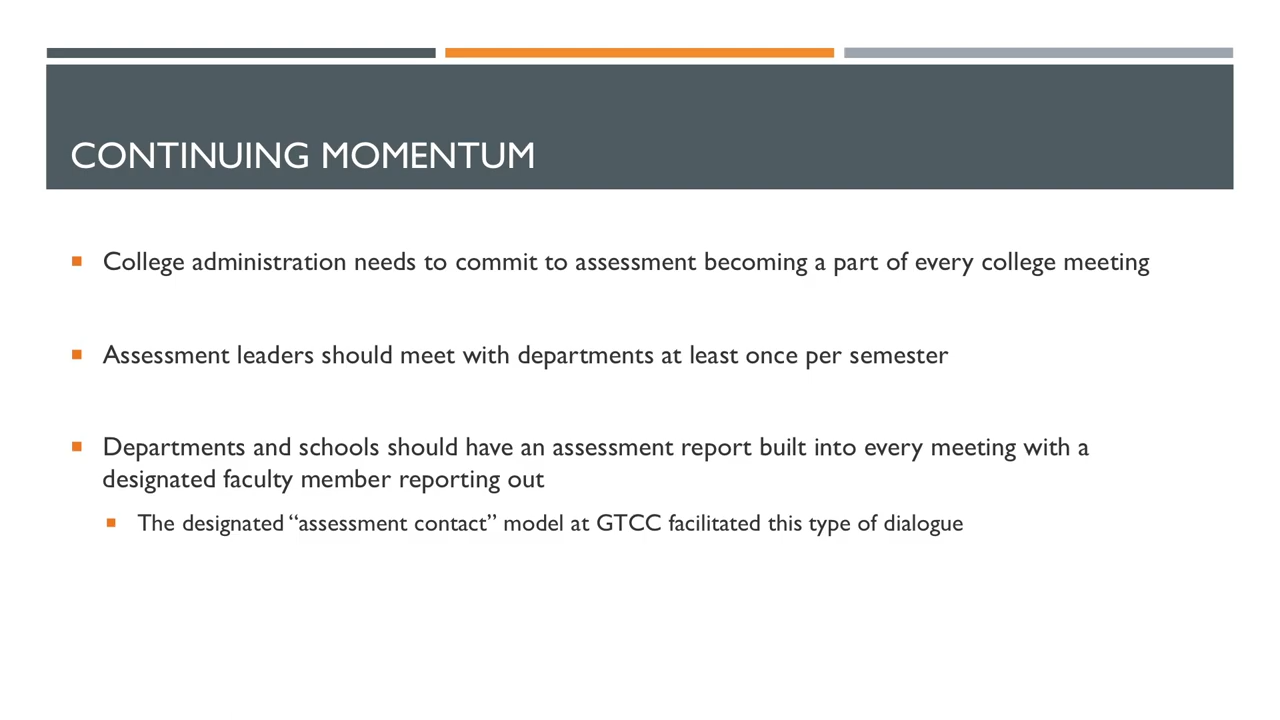 CONTINUING MOMENTUM
College administration needs to commit to assessment becoming a part of every college meeting
Assessment leaders should meet with departments at least once per semester
Departments and schools should have an assessment report built into every meeting with a
designated faculty member reporting out
The designated “assessment contact” model at GTCC facilitated this type of dialogue